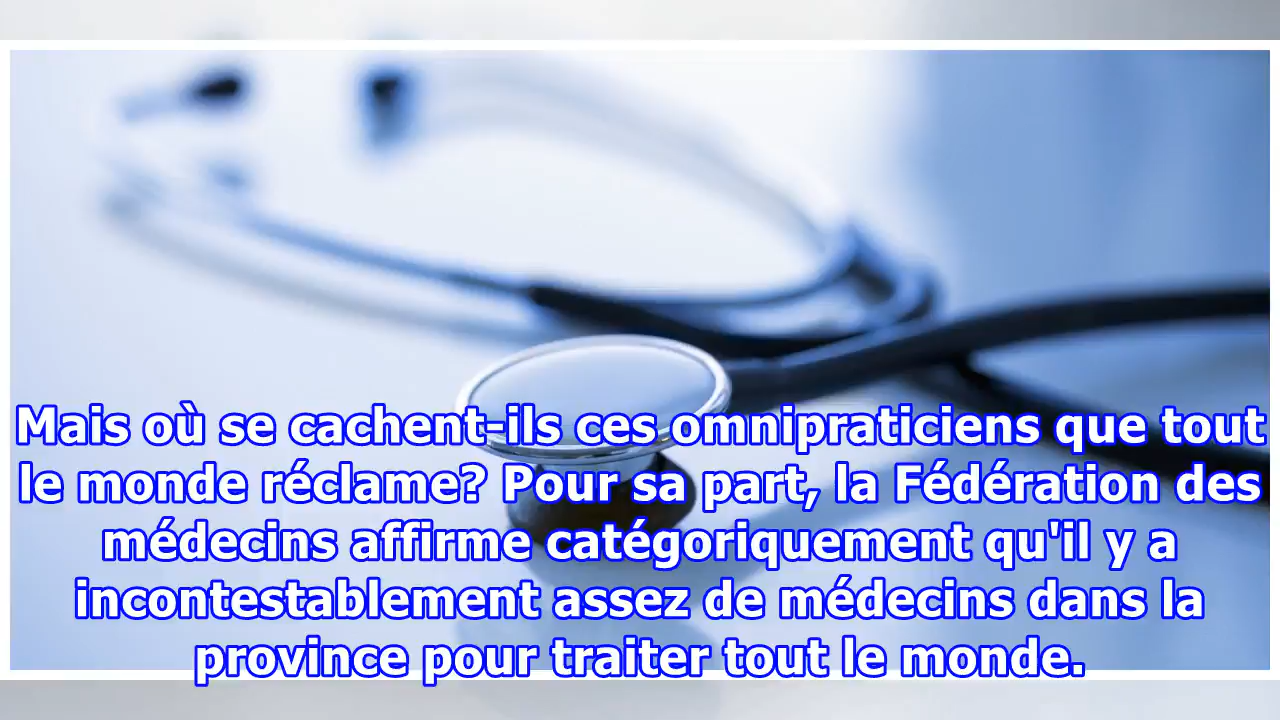 Mais où se cachent-ils ces omnipraticiens que tout
le monde réclame? Pour sa part, la Fédération des
médecins affirme catégoriquement qu'il y a
incontestablement assez de médecins dans la
province pour traiter tout le monde.